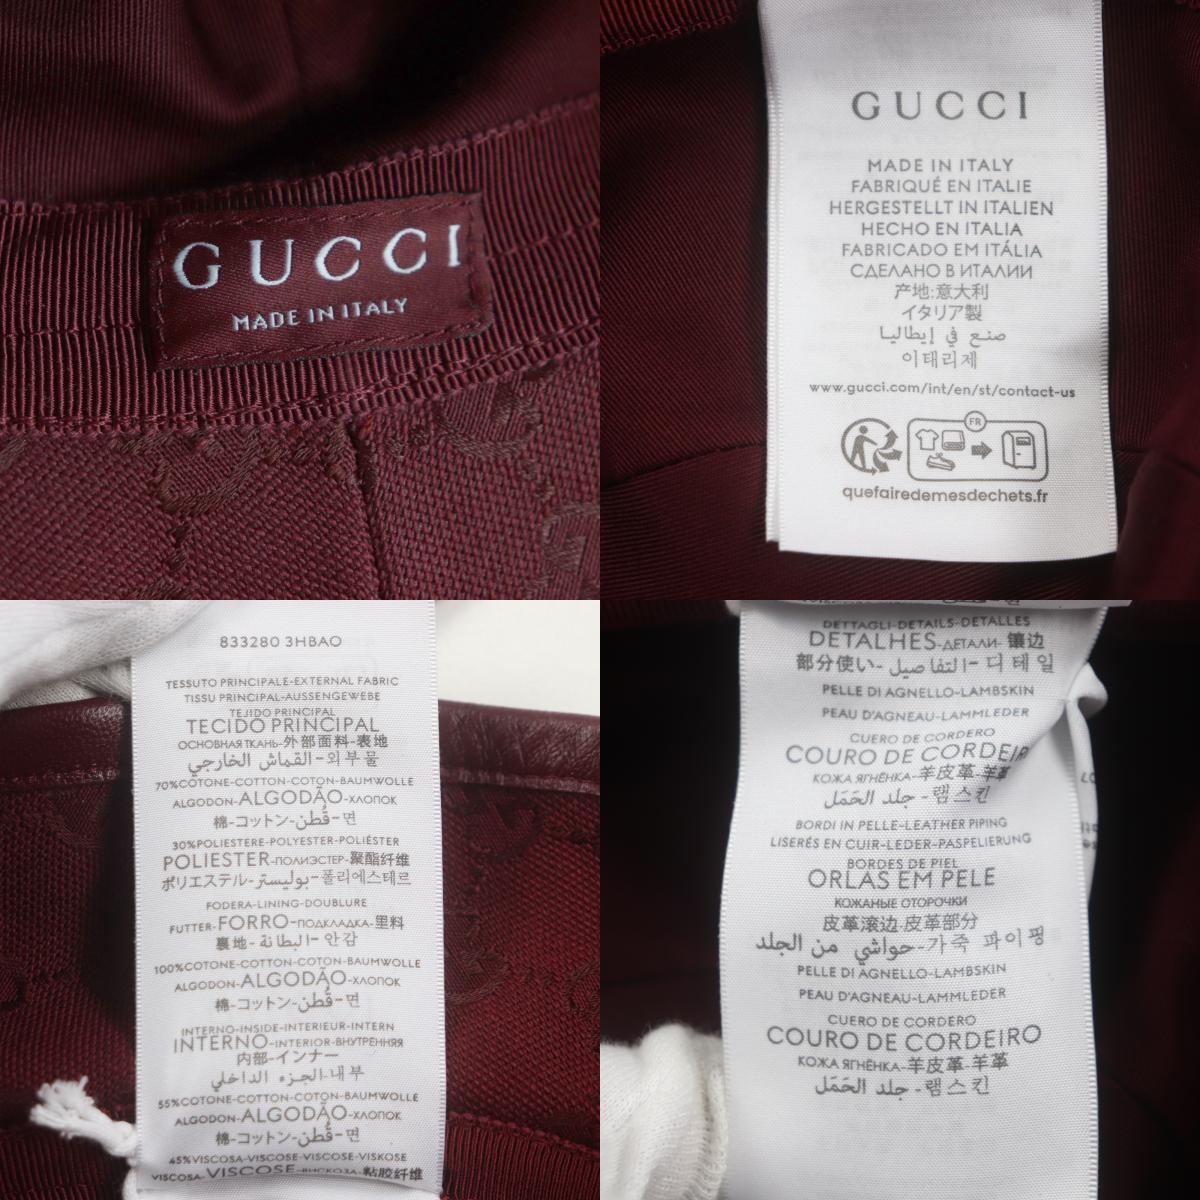 GUCCI
MADE IN ITALY
GUCCI
MADE IN ITALY
FABRIQUÉ EN ITALIE
HERGESTELLT IN ITALIEN
HECHO EN ITALIA
FABRICADO EM ITÁLIA
СДЕЛАНО В ИТАЛИИ
产地:意大利
イタリア製
صنع في إيطاليا
이태리제
www.gucci.com/int/en/st/contact-us
FR
quefairedemesdechets.fr
833280 3HBAO
TESSUTO PRINCIPALE-EXTERNAL FABRIC
TISSU PRINCIPAL-AUSSENGEWEBE
TEJIDO PRINCIPAL
TECIDO PRINCIPAL
ОСНОВНАЯ ТКАНЬ-外部面料-表地
القماش الخارجي-외부물
70%COTONE-COTTON-COTON-BAUMWOLLE
ALGODON-ALGODÃO-ХЛОПОК
棉-コットン-قُطن-면
30%POLIESTERE-POLYESTER-POLIÉSTER
POLIESTER-ПОЛИЭСТЕР-聚酯纤维
ポリエステル-بوليستر-폴리에스테르
FODERA-LINING-DOUBLURE
FUTTER-FORRO-ПОДКЛАДКА-里料
裏地-البطانة-안감
100%COTONE-COTTON-COTON-BAUMWOLLE
ALGODON-ALGODÃO-ХЛОПОК
棉-コットン-قُطن-면
INTERNO-INSIDE-INTERIEUR-INTERN
INTERNO-INTERIOR-ВНУТРЕННЯЯ
内部-インナー
الجزء الداخلي-내부
55%COTONE-COTTON-COTON-BAUMWOLLE
ALGODON-ALGODÃO-ХЛОПОК
棉-コットン-قُطن-면
45%VISCOSA-VISCOSE-VISCOSE-VISKOSE
VISCOSA-VISCOSE-ВИСКОЗА-粘胶纤维
DETTAGLI-DETAILS-DETALLES
DETALHES-ДЕТАЛИ-镶边
部分使い-التفاصيل-디테일
PELLE DI AGNELLO-LAMBSKIN
PEAU D'AGNEAU-LAMMLEDER
CUERO DE CORDERO
COURO DE CORDEIR
КОЖА ЯГНЁНКА-羊皮革-羊革
جلد الحَمَل-램스킨
BORDI IN PELLE-LEATHER PIPING
LISERÉS EN CUIR-LEDER-PASPELIERUNG
BORDES DE PIEL
ORLAS EM PELE
КОЖАНЫЕ ОТОРОЧКИ
皮革滚边-皮革部分
حواشي من الجلد-가죽 파이핑
PELLE DI AGNELLO-LAMBSKIN
PEAU D'AGNEAU-LAMMLEDER
CUERO DE CORDERO
COURO DE CORDEIRO
КОЖА ЯГНЁНКА-羊皮革-羊革
جلد الحَمَل-램스킨